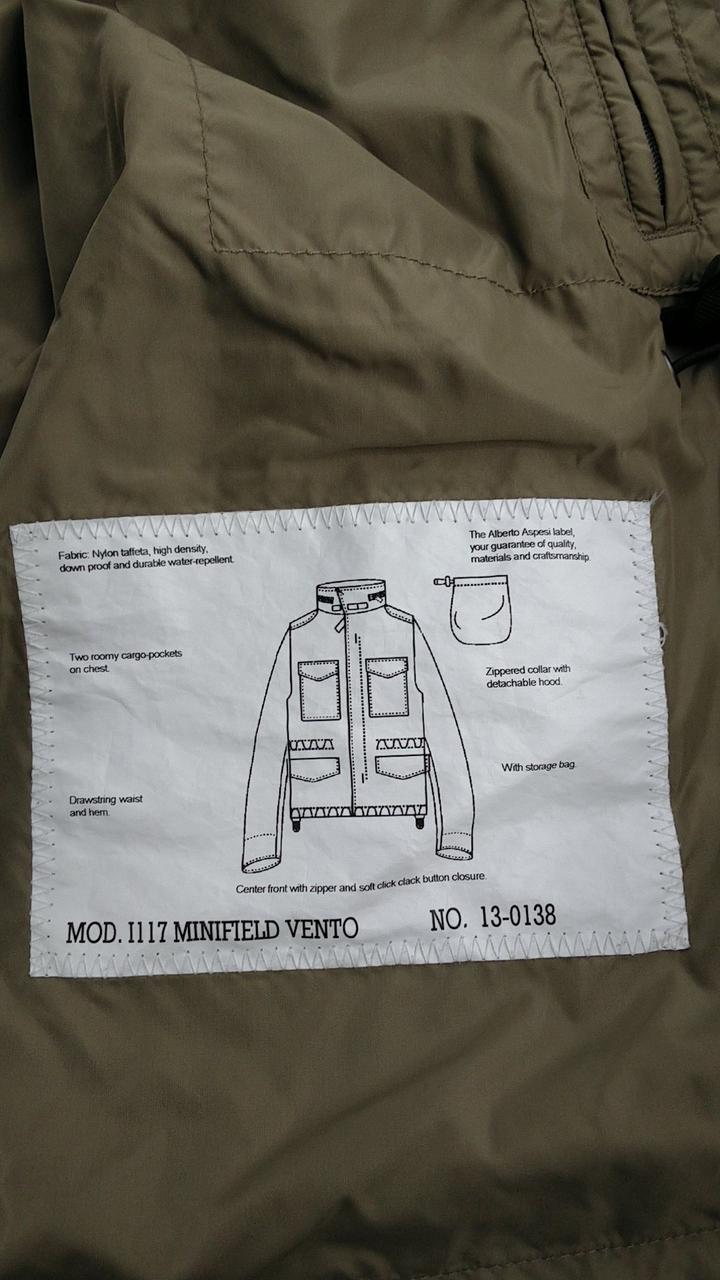 Fabric: Nylon taffeta, high density,
down proof and durable water-repellent.
The Alberto Aspesi label,
your guarantee of quality,
materials and craftsmanship.
Two roomy cargo-pockets
on chest.
Zippered collar with
detachable hood.
With storage bag.
Drawstring waist
and hem.
Center front with zipper and soft click clack button closure.
MOD. I117 MINIFIELD VENTO
NO. 13-0138